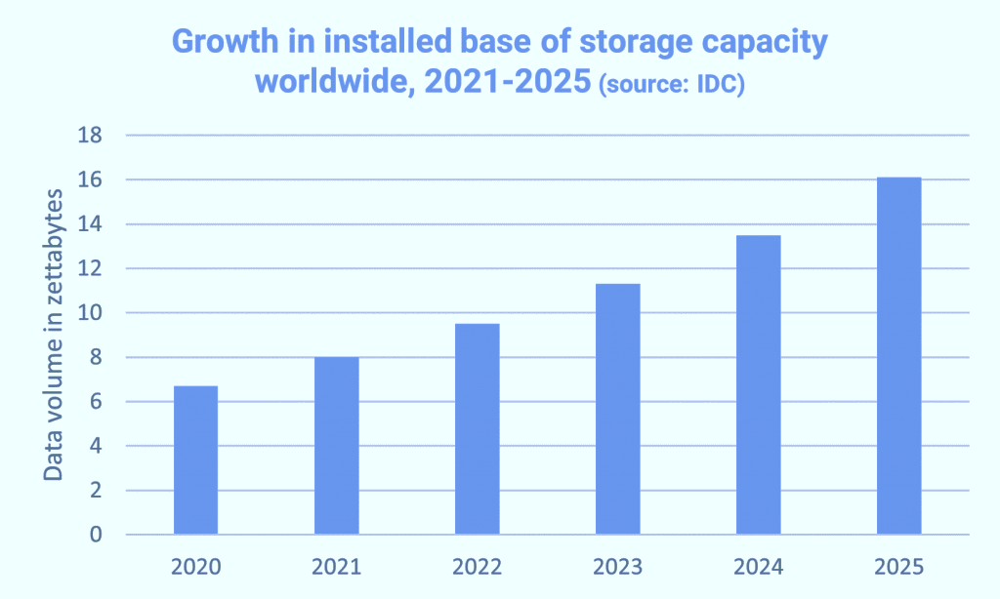 Growth in installed base of storage capacity
worldwide, 2021-2025 (source: IDC)
Data volume in zettabytes
18
16
14
12
10
8
6
4
2
0
2020 2021 2022 2023 2024 2025